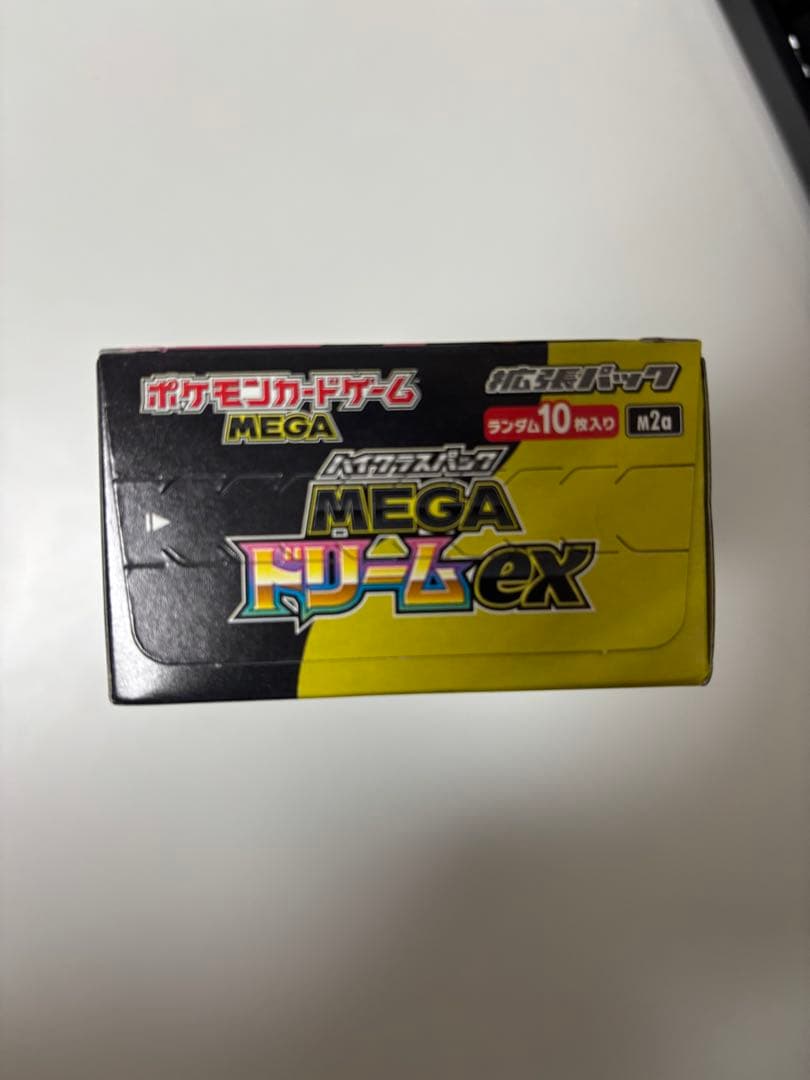 ポケモンカードゲーム
MEGA
拡張パック
ランダム10枚入り
M2a
ハイクラスパック
MEGA
ドリームex